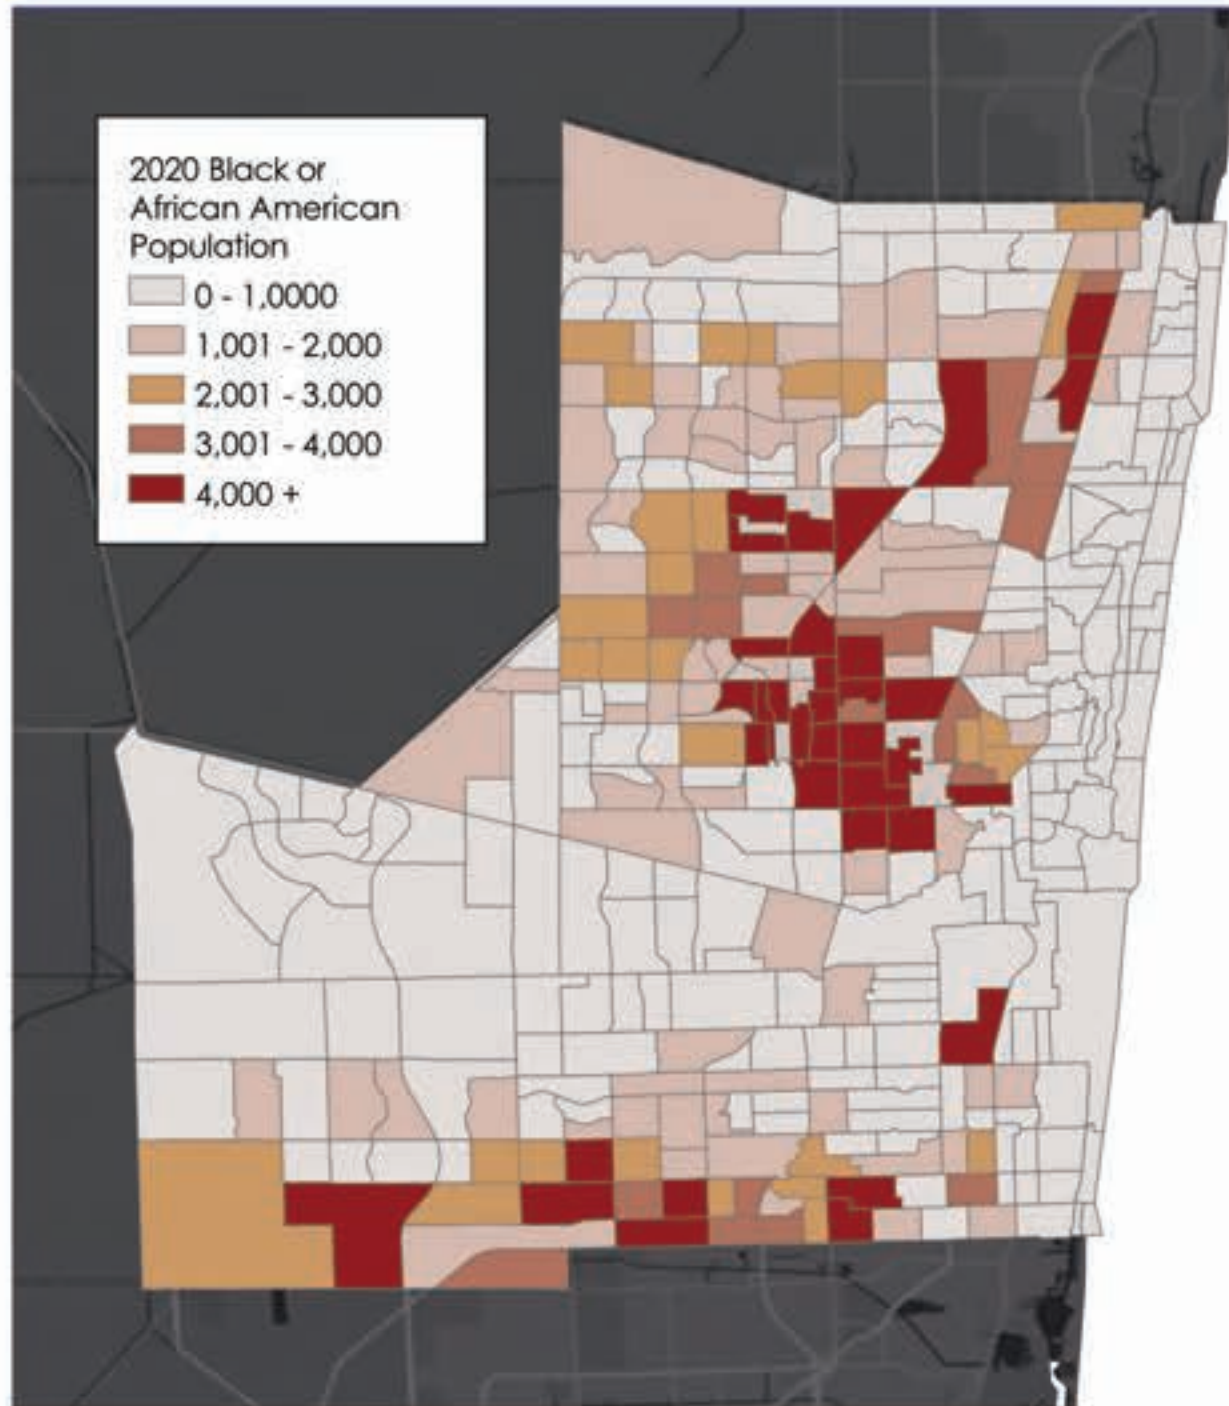 2020 Black or
African American
Population
0 - 1,0000
1,001 - 2,000
2,001 - 3,000
3,001 - 4,000
4,000 +